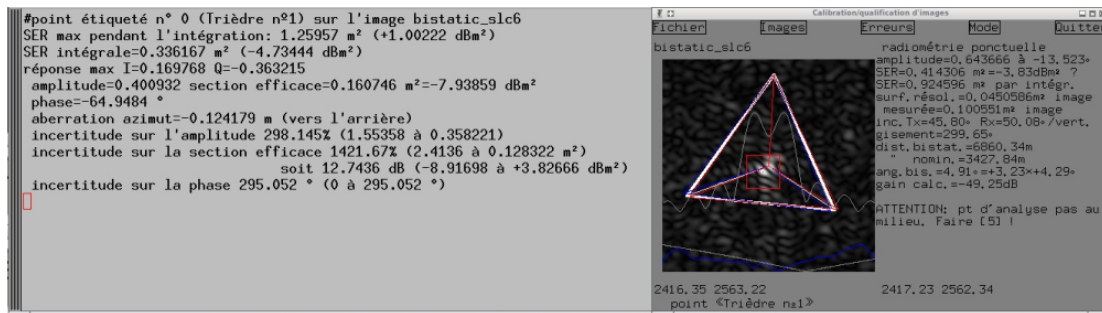 #point étiqueté n° 0 (Trièdre nº1) sur l'image bistatic_slc6
SER max pendant l'intégration: 1.25957 m² (+1.00222 dBm²)
SER intégrale=0.336167 m² (-4.73444 dBm²)
réponse max I=0.169768 Q=-0.363215
amplitude=0.400932 section efficace=0.160746 m²=-7.93859 dBm²
phase=-64.9484 °
aberration azimut=-0.124179 m (vers l'arrière)
incertitude sur l'amplitude 298.145% (1.55358 à 0.358221)
incertitude sur la section efficace 1421.67% (2.4136 à 0.128322 m²)
soit 12.7436 dB (-8.91698 à +3.82666 dBm²)
incertitude sur la phase 295.052 ° (0 à 295.052 °)
Calibration/qualification d'images
Fichier Images Erreurs Mode Quitter
bistatic_slc6
radiométrie ponctuelle
amplitude=0,643666 à -13,523°
SER=0,414306 m²=-3,83dBm² ?
SER=0,924596 m² par intégr.
surf.résol.=0,0450586m² image
mesurée=0,100551m² image
inc.Tx=45,80° Rx=50,08°/vert.
gisement=299,65°
dist.bistat.=6860,34m
" nomin.=3427,84m
ang.bis.=4,91°=+3,23×+4,29°
gain calc.=-49,25dB
ATTENTION: pt d'analyse pas au
milieu. Faire [5] !
2416,35 2563,22
2417,23 2562,34
point «Trièdre n±1»